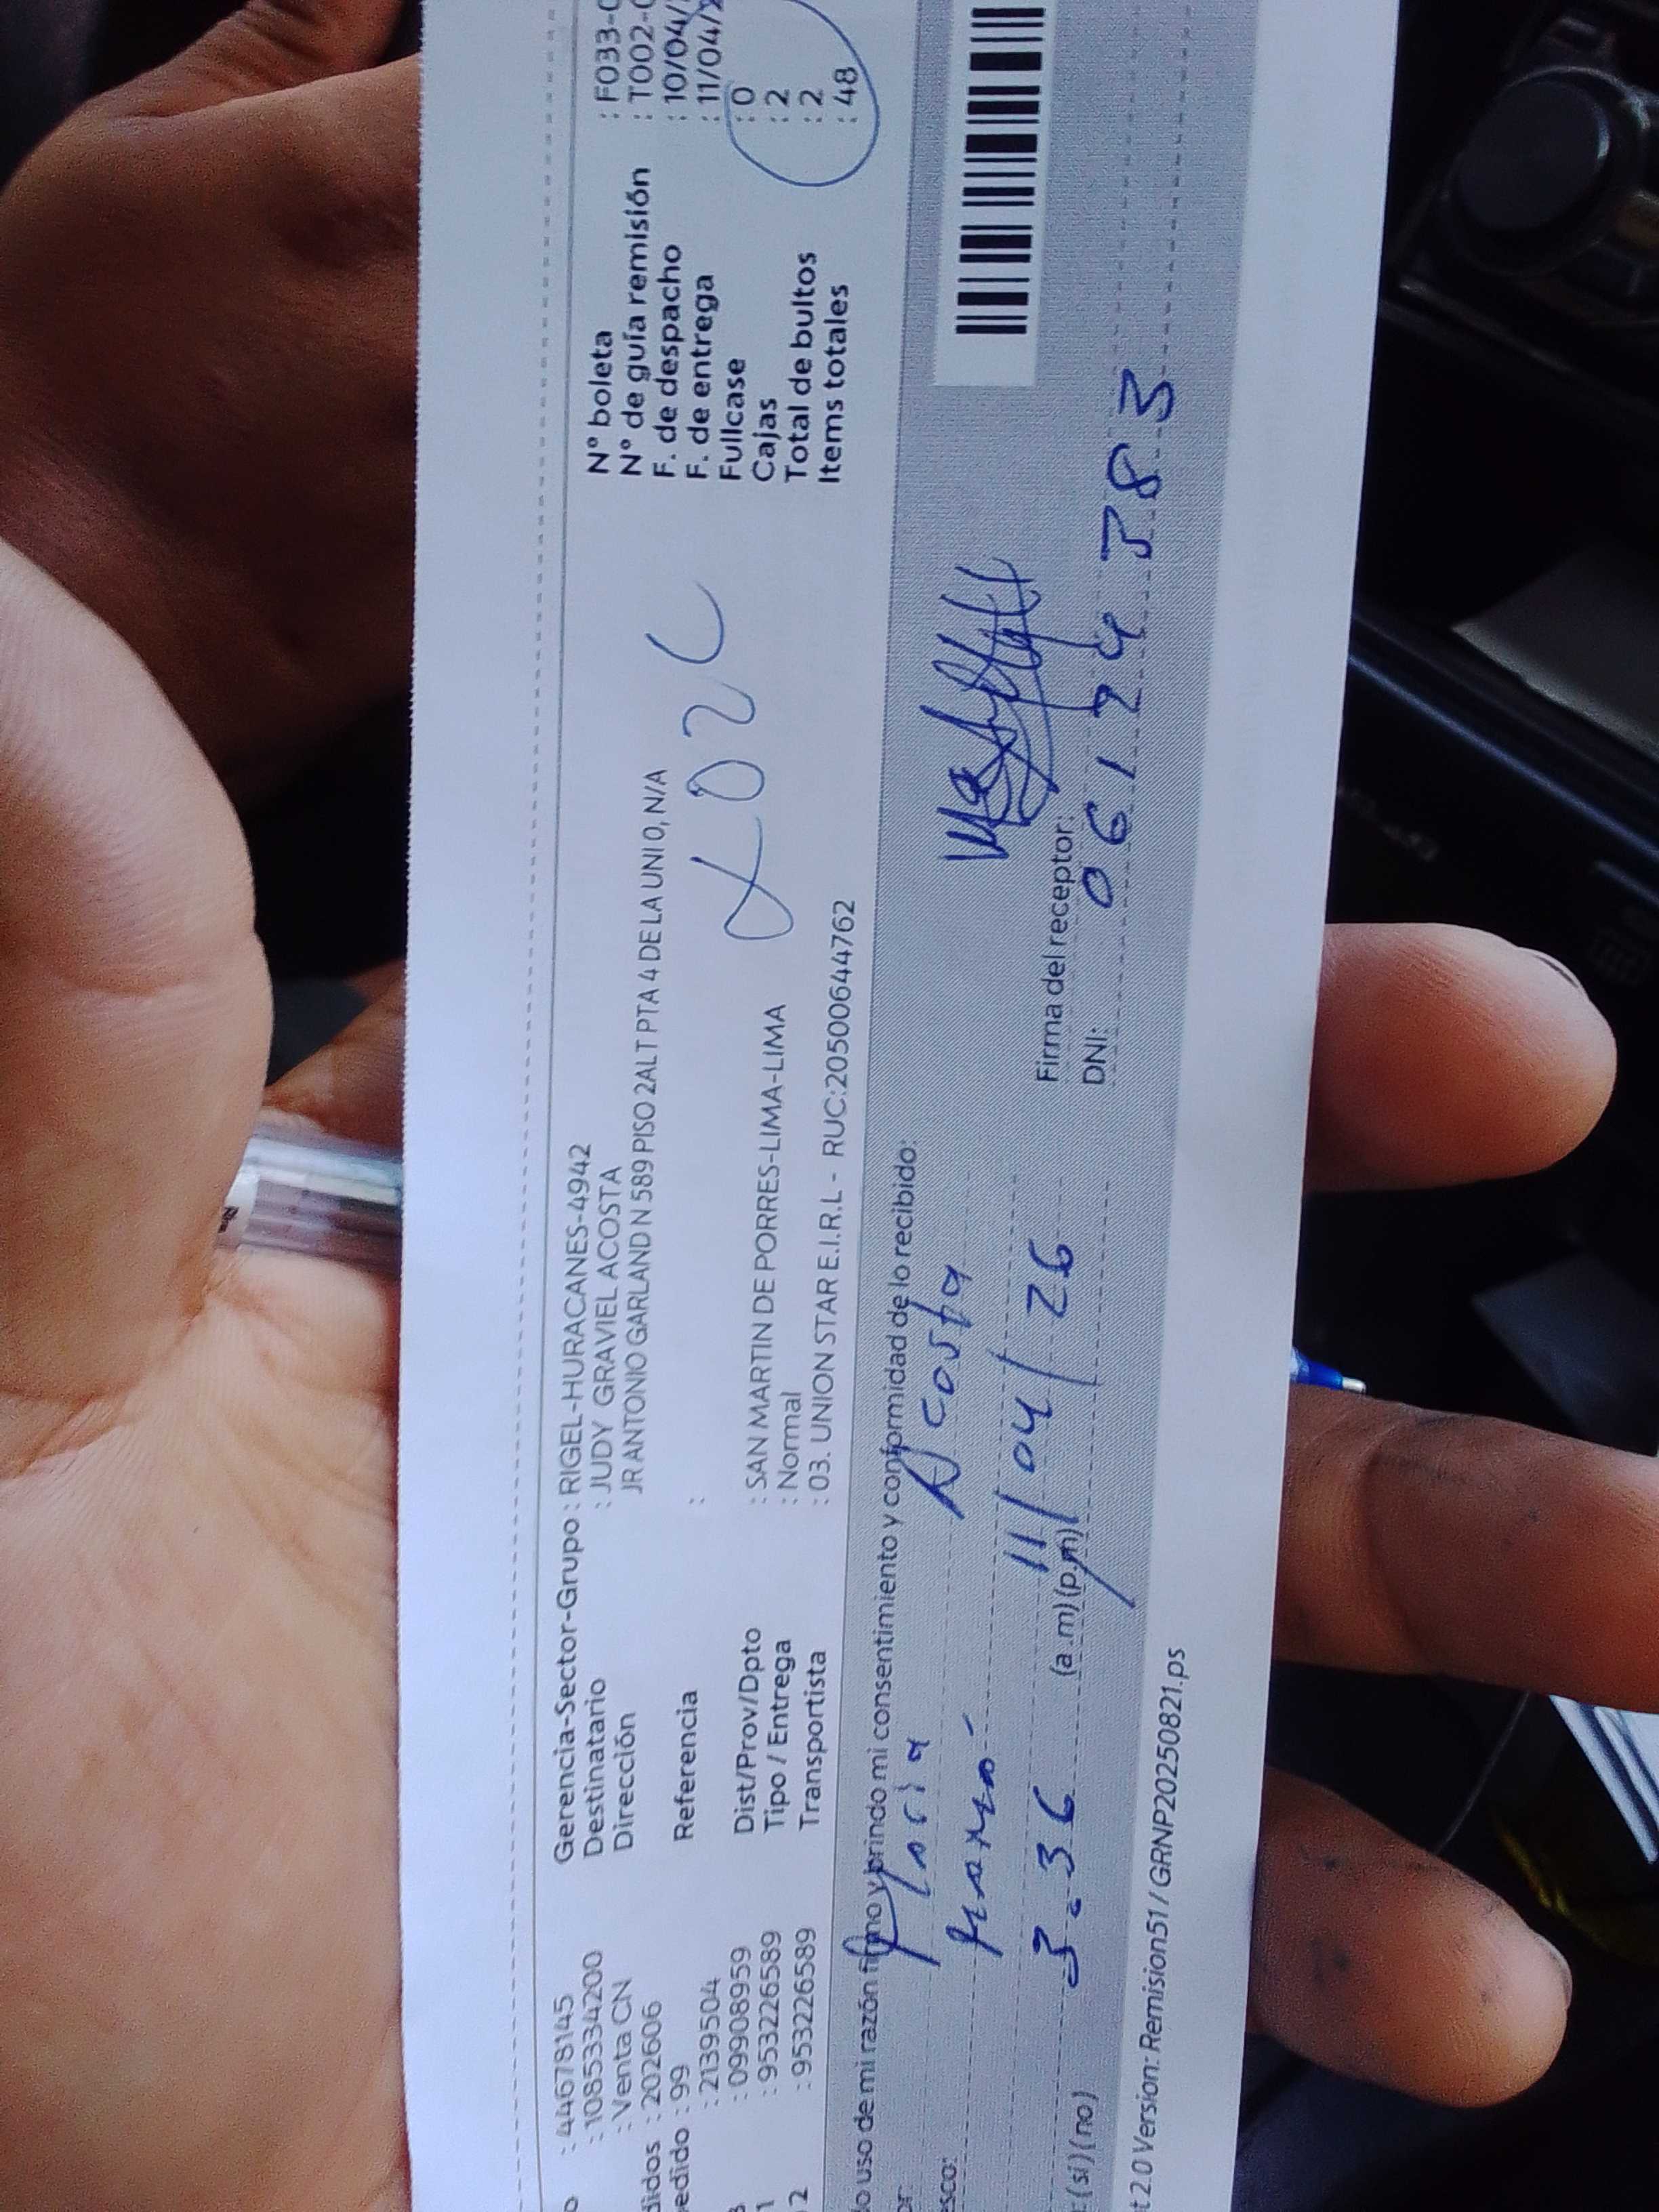 : 44678145
: 1085334200
: Venta CN
: 202606
: 99
: 2139504
: 099908959
: 953226589
: 953226589
Gerencia-Sector-Grupo : RIGEL-HURACANES-4942
Destinatario : JUDY GRAVIEL ACOSTA
Dirección JR ANTONIO GARLAND N 589 PISO 2ALT PTA 4 DE LA UNI 0, N/A
Referencia :
Dist/Prov/Dpto : SAN MARTIN DE PORRES-LIMA-LIMA
Tipo / Entrega : Normal
Transportista : 03. UNION STAR E.I.R.L - RUC:20500644762
N° boleta : F033-
N° de guía remisión : T002-
F. de despacho : 10/04/
F. de entrega : 11/04/
Fullcase : 0
Cajas : 2
Total de bultos : 2
Items totales : 48
uso de mi razón firmo y brindo mi consentimiento y conformidad de lo recibido:
Acosta
3:36 (a.m) (p.m) 11/04/26
Firma del receptor:
DNI:
: (si) (no)
2.0 Version: Remision51 / GRNP20250821.ps